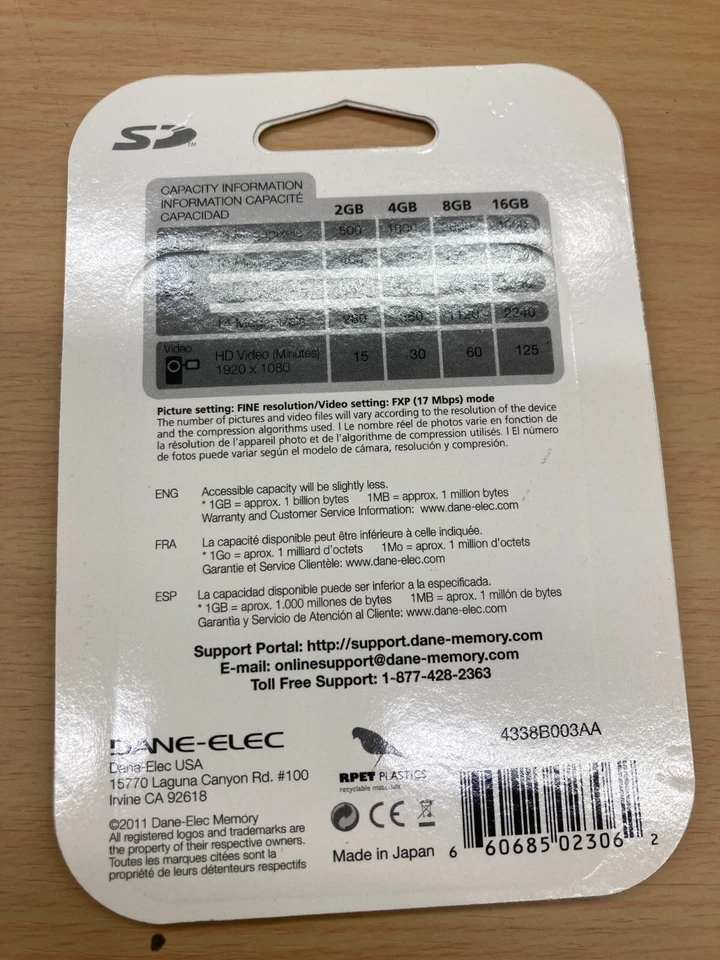 SD TM
CAPACITY INFORMATION
INFORMATION CAPACITÉ
CAPACIDAD
2GB 4GB 8GB 16GB
500 1000
280 1120 2240
Video
HD Video (Minutes) 15 30 60 125
1920 x 1080
Picture setting: FINE resolution/Video setting: FXP (17 Mbps) mode
The number of pictures and video files will vary according to the resolution of the device
and the compression algorithms used. I Le nombre réel de photos varie en fonction de
la résolution de l'appareil photo et de l'algorithme de compression utilisés. I El número
de fotos puede variar según el modelo de cámara, resolución y compresión.
ENG Accessible capacity will be slightly less.
* 1GB = approx. 1 billion bytes 1MB = approx. 1 million bytes
Warranty and Customer Service Information: www.dane-elec.com
FRA La capacité disponible peut être inférieure à celle indiquée.
* 1Go = aprox. 1 milliard d'octets 1Mo = aprox. 1 million d'octets
Garantie et Service Clientèle: www.dane-elec.com
ESP La capacidad disponible puede ser inferior a la especificada.
* 1GB = aprox. 1.000 millones de bytes 1MB = aprox. 1 millón de bytes
Garantia y Servicio de Atención al Cliente: www.dane-elec.com
Support Portal: http://support.dane-memory.com
E-mail: onlinesupport@dane-memory.com
Toll Free Support: 1-877-428-2363
DANE-ELEC
Dane-Elec USA
15770 Laguna Canyon Rd. #100
Irvine CA 92618
©2011 Dane-Elec Memory
All registered logos and trademarks are
the property of their respective owners.
Toutes les marques citées sont la
propriété de leurs détenteurs respectifs
RPET PLASTICS
recyclable materials
CE
Made in Japan
4338B003AA
6 60685 02306 2